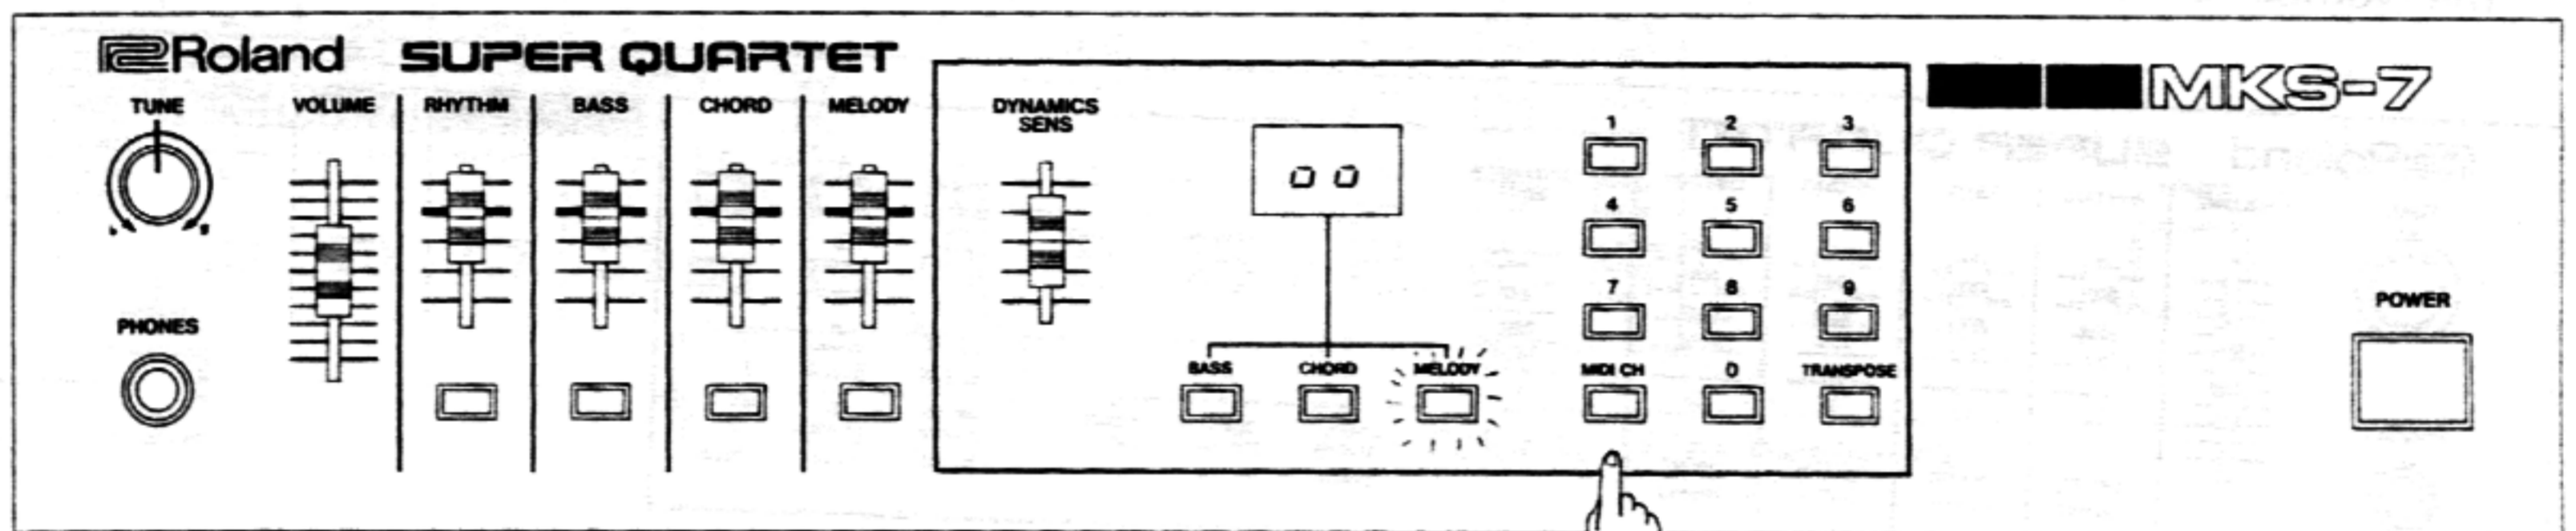 Roland SUPER QUARTET
MKS-7
TUNE
VOLUME
RHYTHM
BASS
CHORD
MELODY
DYNAMICS
SENS
PHONES
BASS
CHORD
MELODY
1 2 3
4 5 6
7 8 9
MIDI CH 0 TRANSPOSE
POWER